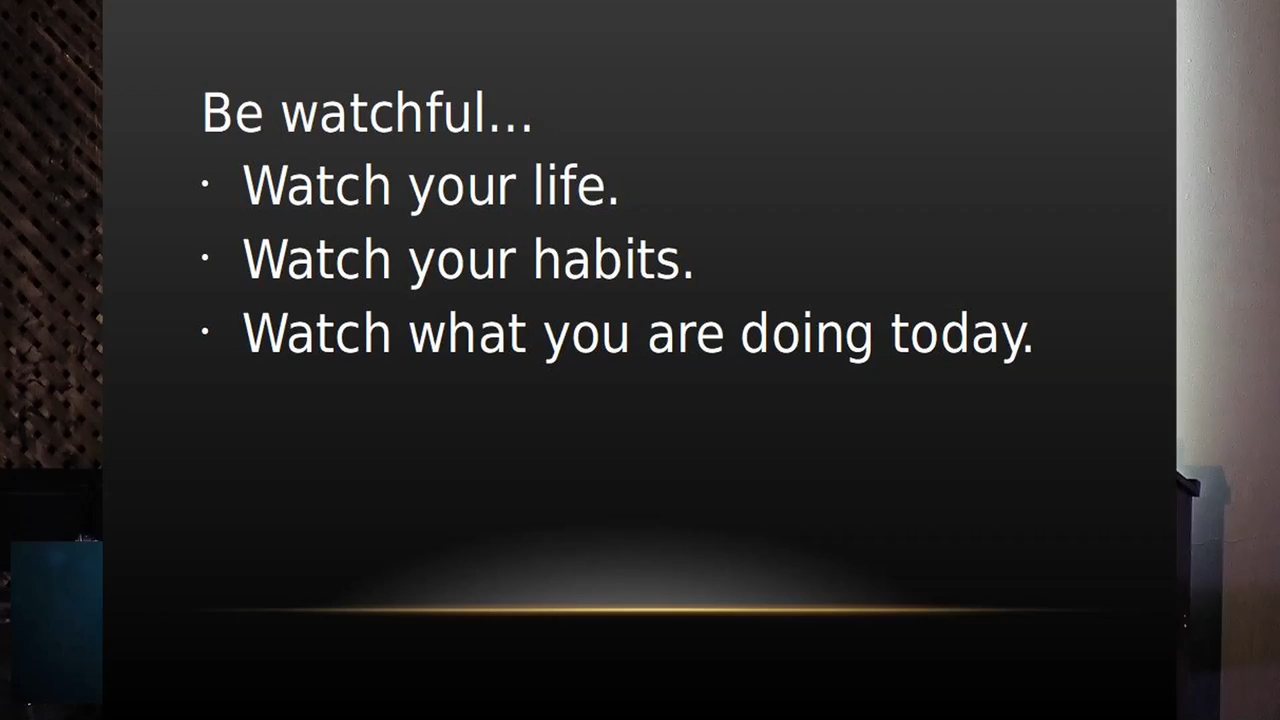 Be watchful...
· Watch your life.
· Watch your habits.
· Watch what you are doing today.